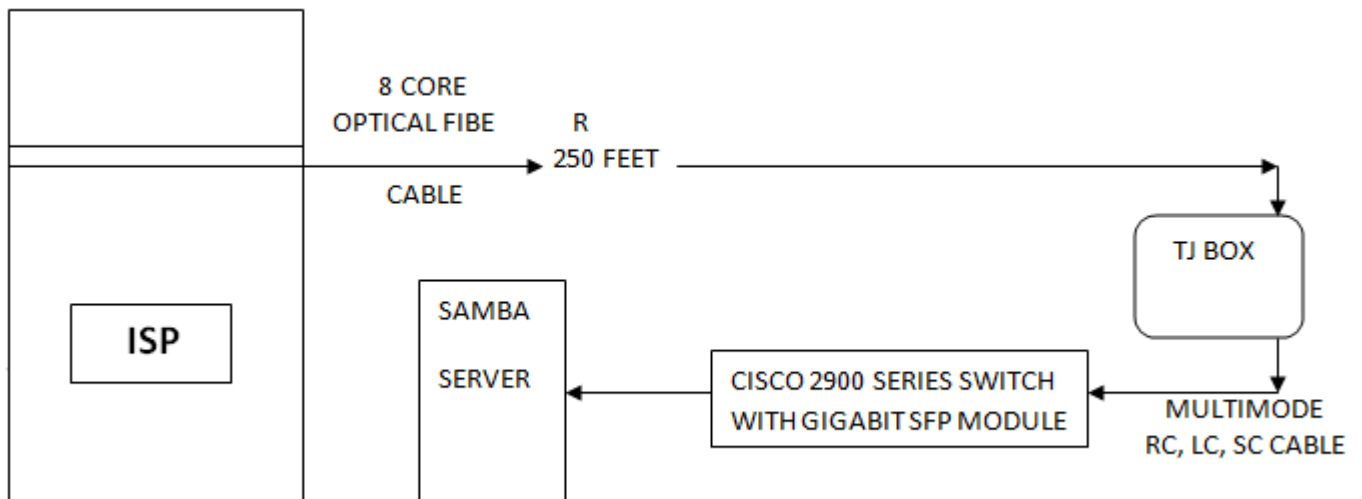 8 CORE
OPTICAL FIBE R
250 FEET
CABLE
TJ BOX
ISP
SAMBA
SERVER
CISCO 2900 SERIES SWITCH
WITH GIGABIT SFP MODULE
MULTIMODE
RC, LC, SC CABLE